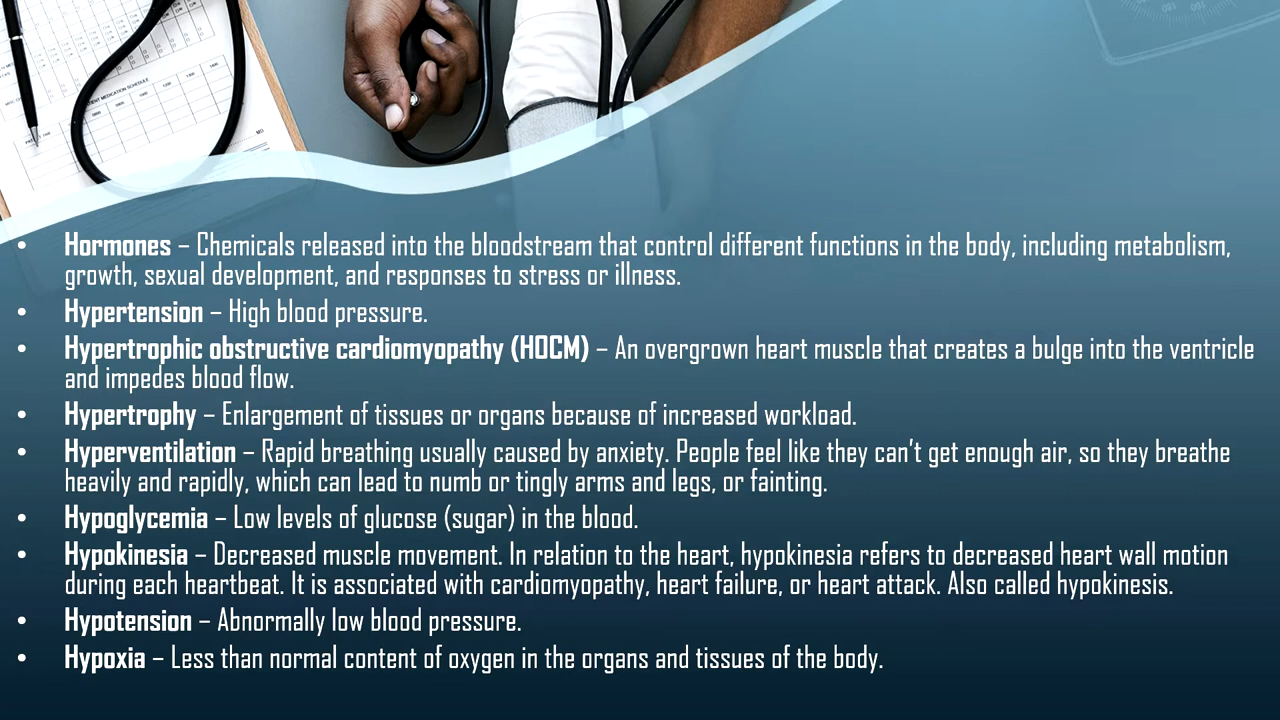 PATIENT MEDICATION SCHEDULE
MD
• Hormones – Chemicals released into the bloodstream that control different functions in the body, including metabolism,
growth, sexual development, and responses to stress or illness.
• Hypertension – High blood pressure.
• Hypertrophic obstructive cardiomyopathy (HOCM) – An overgrown heart muscle that creates a bulge into the ventricle
and impedes blood flow.
• Hypertrophy – Enlargement of tissues or organs because of increased workload.
• Hyperventilation – Rapid breathing usually caused by anxiety. People feel like they can’t get enough air, so they breathe
heavily and rapidly, which can lead to numb or tingly arms and legs, or fainting.
• Hypoglycemia – Low levels of glucose (sugar) in the blood.
• Hypokinesia – Decreased muscle movement. In relation to the heart, hypokinesia refers to decreased heart wall motion
during each heartbeat. It is associated with cardiomyopathy, heart failure, or heart attack. Also called hypokinesis.
• Hypotension – Abnormally low blood pressure.
• Hypoxia – Less than normal content of oxygen in the organs and tissues of the body.